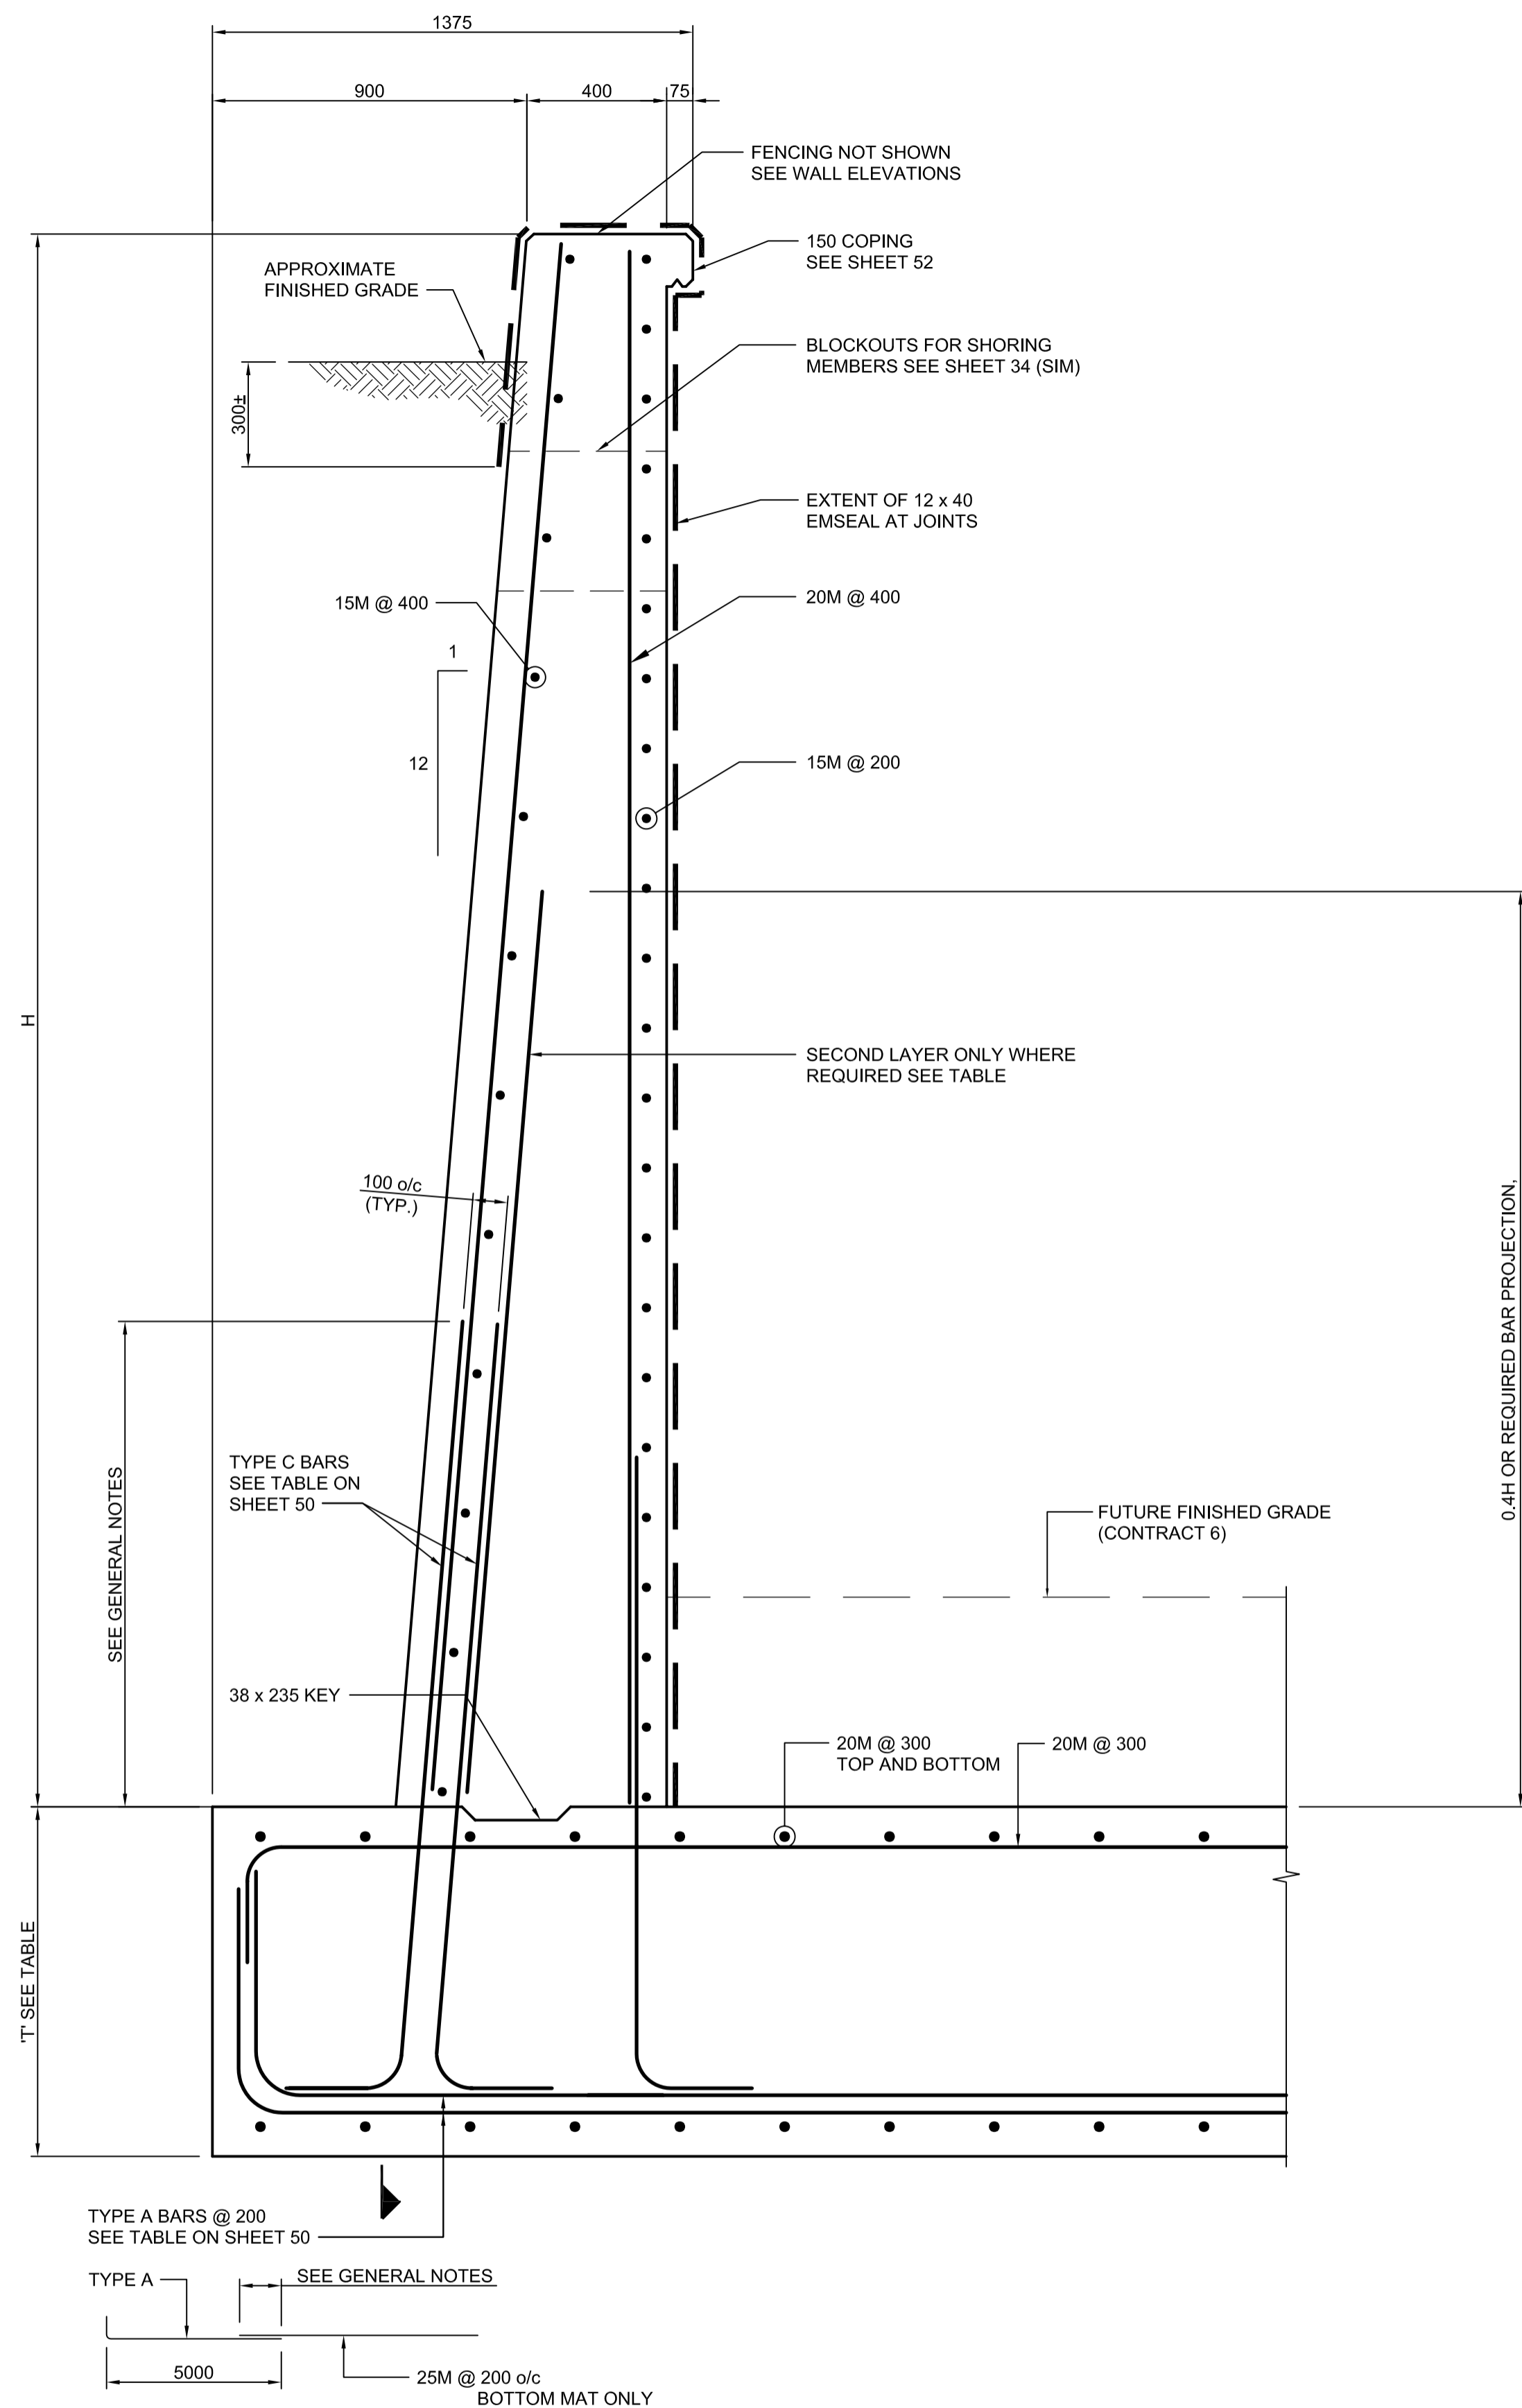 1375
900
400
75
FENCING NOT SHOWN
SEE WALL ELEVATIONS
150 COPING
SEE SHEET 52
APPROXIMATE
FINISHED GRADE
BLOCKOUTS FOR SHORING
MEMBERS SEE SHEET 34 (SIM)
300±
EXTENT OF 12 x 40
EMSEAL AT JOINTS
15M @ 400
20M @ 400
1
12
15M @ 200
H
SECOND LAYER ONLY WHERE
REQUIRED SEE TABLE
100 o/c
(TYP.)
0.4H OR REQUIRED BAR PROJECTION,
SEE GENERAL NOTES
TYPE C BARS
SEE TABLE ON
SHEET 50
FUTURE FINISHED GRADE
(CONTRACT 6)
38 x 235 KEY
20M @ 300
TOP AND BOTTOM
20M @ 300
'T' SEE TABLE
TYPE A BARS @ 200
SEE TABLE ON SHEET 50
TYPE A
SEE GENERAL NOTES
5000
25M @ 200 o/c
BOTTOM MAT ONLY